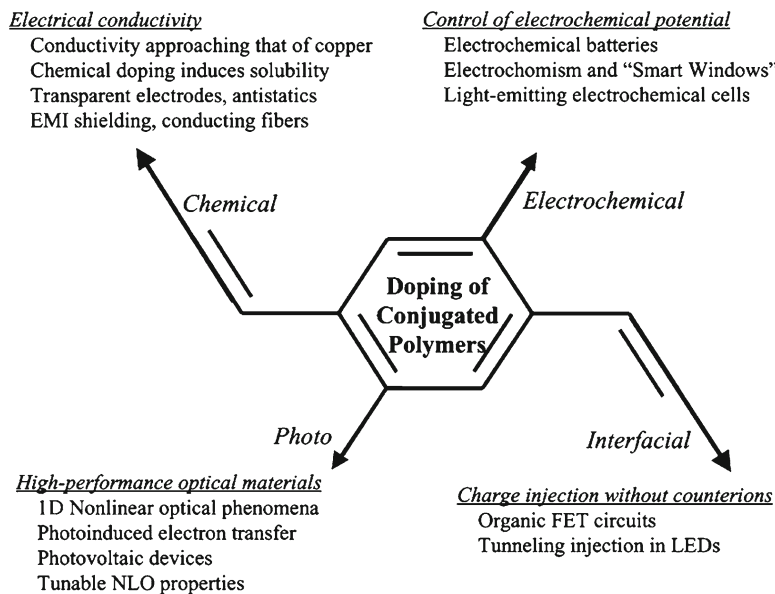 Electrical conductivity
Conductivity approaching that of copper
Chemical doping induces solubility
Transparent electrodes, antistatics
EMI shielding, conducting fibers
Control of electrochemical potential
Electrochemical batteries
Electrochomism and “Smart Windows”
Light-emitting electrochemical cells
Chemical
Electrochemical
Doping of
Conjugated
Polymers
Photo
Interfacial
High-performance optical materials
1D Nonlinear optical phenomena
Photoinduced electron transfer
Photovoltaic devices
Tunable NLO properties
Charge injection without counterions
Organic FET circuits
Tunneling injection in LEDs